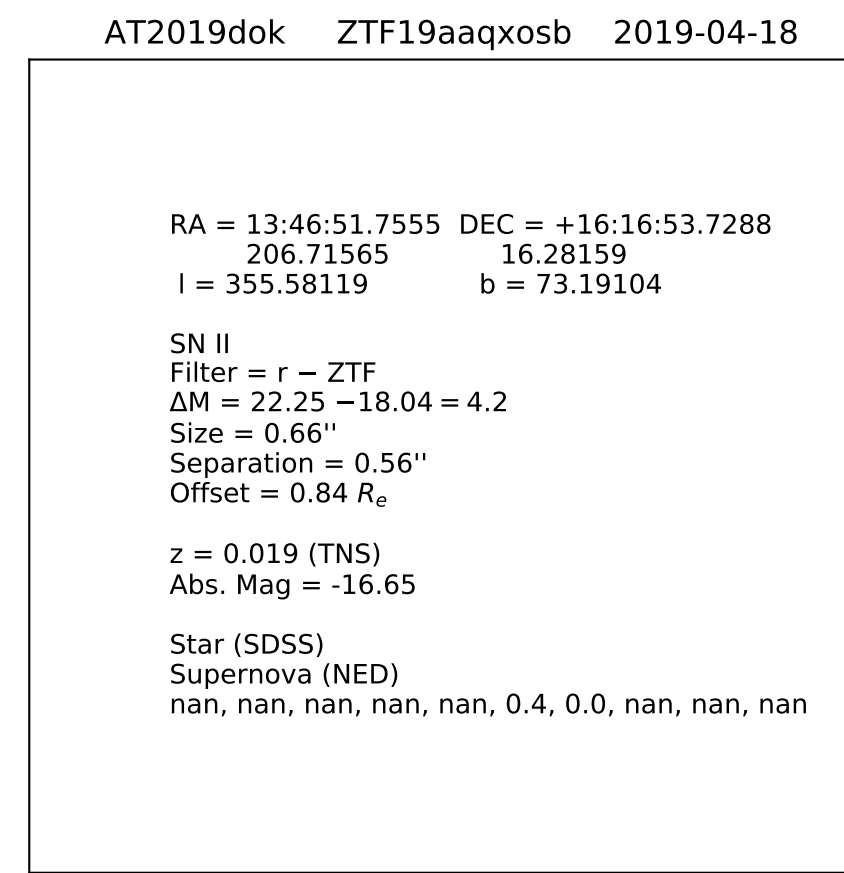 AT2019dok ZTF19aaqxosb 2019-04-18
RA = 13:46:51.7555 DEC = +16:16:53.7288
206.71565 16.28159
l = 355.58119 b = 73.19104
SN II
Filter = r − ZTF
ΔM = 22.25 −18.04 = 4.2
Size = 0.66''
Separation = 0.56''
Offset = 0.84 Re
z = 0.019 (TNS)
Abs. Mag = -16.65
Star (SDSS)
Supernova (NED)
nan, nan, nan, nan, nan, 0.4, 0.0, nan, nan, nan